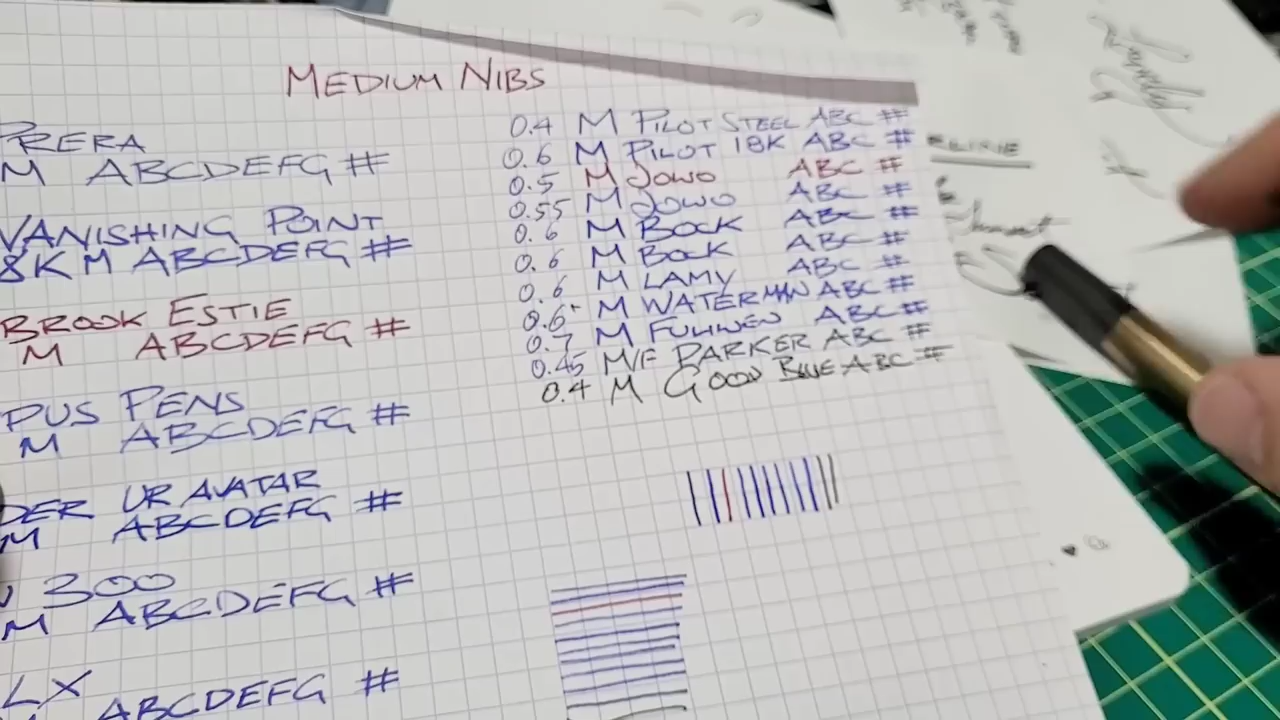 MEDIUM NIBS
PRERA
M ABCDEFG #
VANISHING POINT
8K M ABCDEFG #
BROOK ESTIE
M ABCDEFG #
PUS PENS
M ABCDEFG #
DER UR AVATAR
M ABCDEFG #
300
M ABCDEFG #
LX
ABCDEFG #
0.4 M PILOT STEEL ABC #
0.6 M PILOT 18K ABC #
0.5 M JOWO ABC #
0.55 M JOWO ABC #
0.6 M BOCK ABC #
0.6 M BOCK ABC #
0.6 M LAMY ABC #
0.6+ M WATERMAN ABC #
0.7 M FULIWEN ABC #
0.45 M/F PARKER ABC #
0.4 M GOOD BLUE ABC #